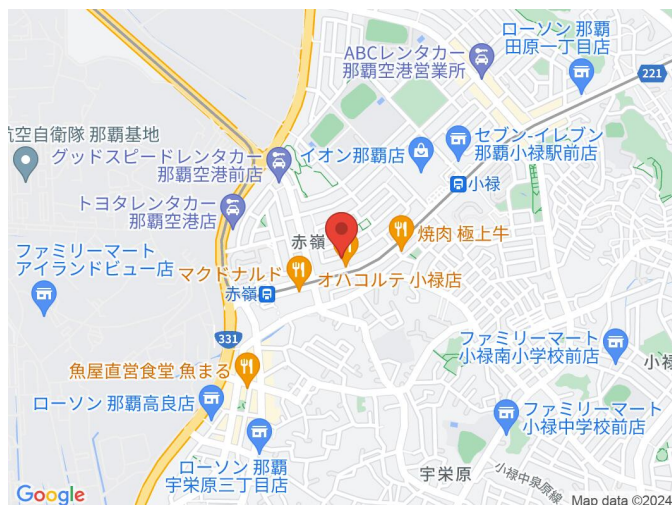 ローソン 那覇
田原一丁目店
ABCレンタカー
那覇空港営業所
221
航空自衛隊 那覇基地
グッドスピードレンタカー
那覇空港前店
イオン那覇店
セブン-イレブン
那覇小禄駅前店
小禄
トヨタレンタカー
那覇空港店
赤嶺
焼肉 極上牛
ファミリーマート
アイランドビュー店
マクドナルド
オハコルテ 小禄店
赤嶺
331
ファミリーマート
小禄南小学校前店
小禄
魚屋直営食堂 魚まる
ローソン 那覇高良店
ファミリーマート
小禄中学校前店
ローソン 那覇
宇栄原三丁目店
宇栄原
小禄中泉原線
Google
Map data ©2024